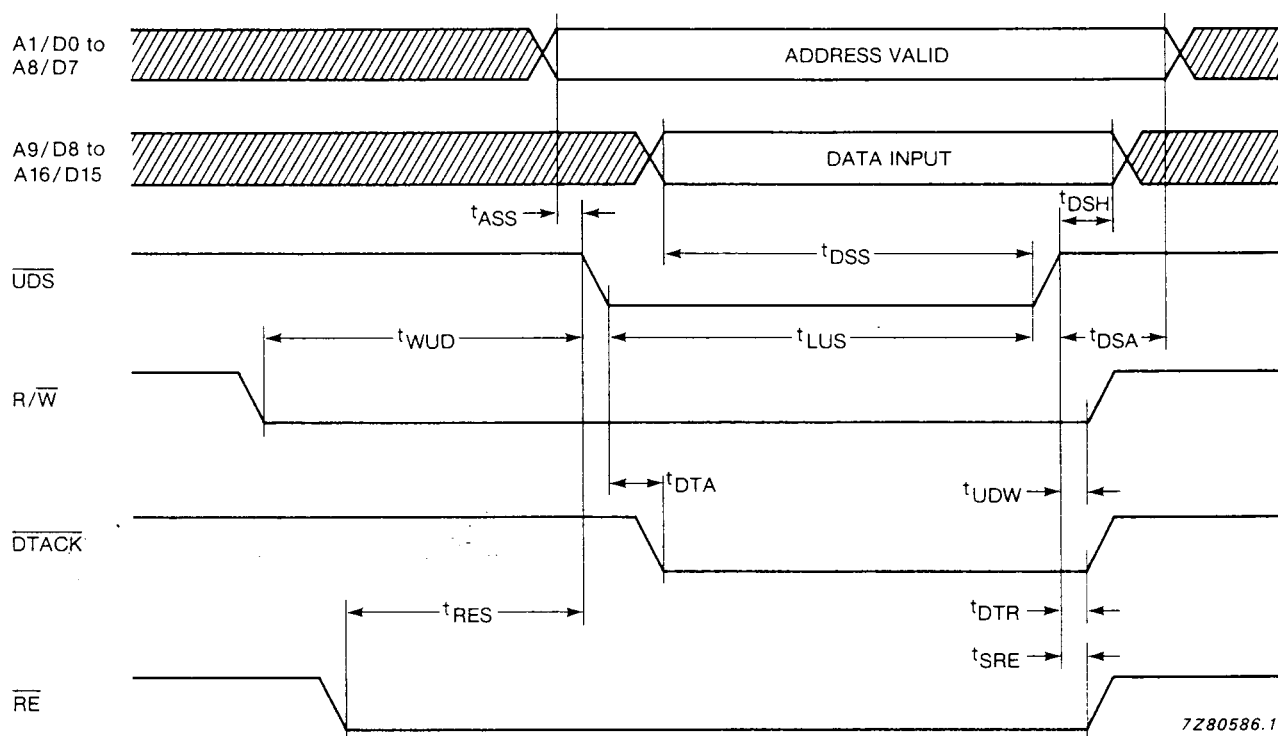 A1/D0 to
A8/D7
ADDRESS VALID
A9/D8 to
A16/D15
DATA INPUT
tASS
tDSH
tDSS
UDS
tWUD
tLUS
tDSA
R/W
tDTA
tUDW
DTACK
tRES
tDTR
tSRE
RE
7Z80586.1